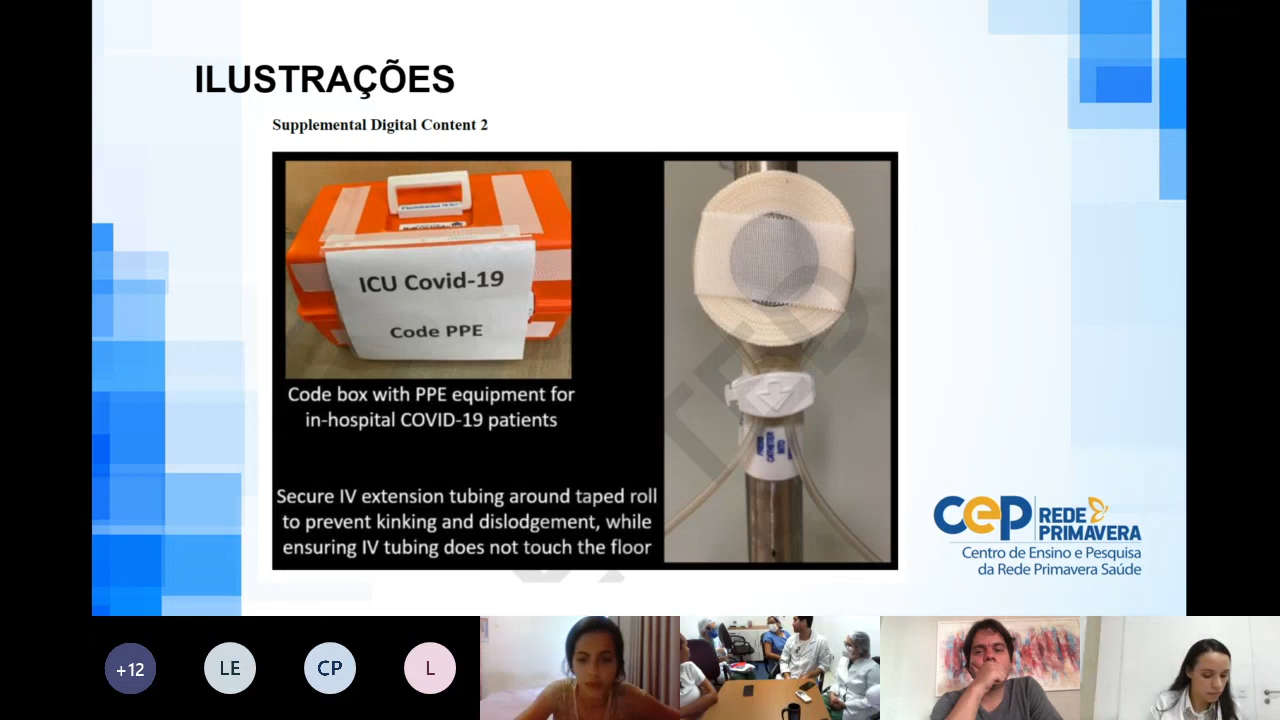 ILUSTRAÇÕES
Supplemental Digital Content 2
ICU Covid-19
Code PPE
Code box with PPE equipment for
in-hospital COVID-19 patients
CATHETER
INTO
Secure IV extension tubing around taped roll
to prevent kinking and dislodgement, while
ensuring IV tubing does not touch the floor
cep REDE
PRIMAVERA
Centro de Ensino e Pesquisa
da Rede Primavera Saúde
+12
LE
CP
L